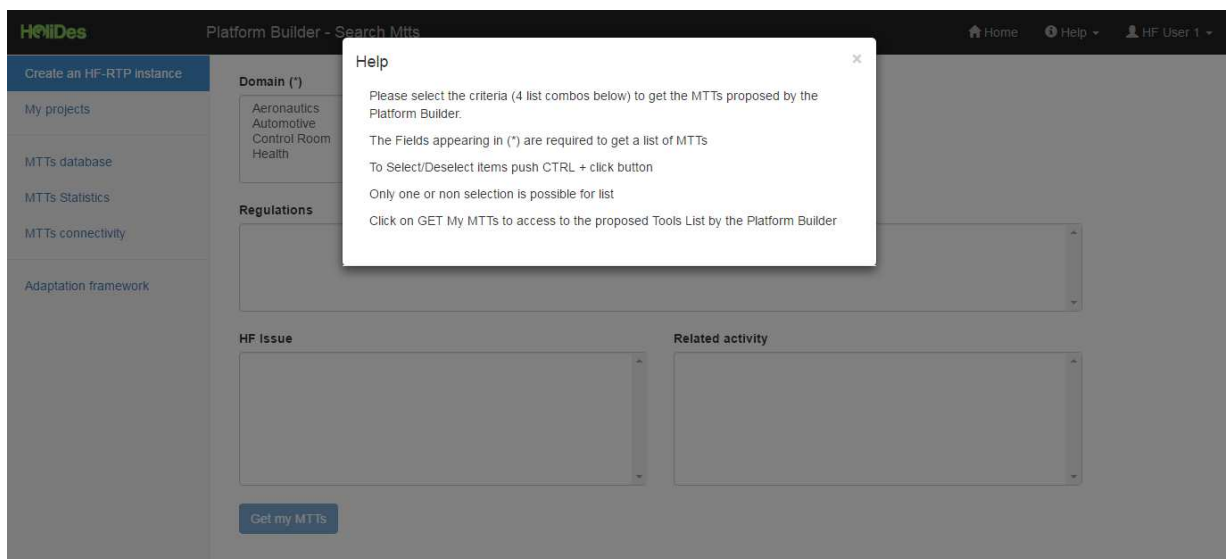 HoliDes
Platform Builder - Search Mtts
Home
Help
HF User 1
Create an HF-RTP instance
My projects
MTTs database
MTTs Statistics
MTTs connectivity
Adaptation framework
Help
×
Please select the criteria (4 list combos below) to get the MTTs proposed by the
Platform Builder.
The Fields appearing in (*) are required to get a list of MTTs
To Select/Deselect items push CTRL + click button
Only one or non selection is possible for list
Click on GET My MTTs to access to the proposed Tools List by the Platform Builder
Domain (*)
Aeronautics
Automotive
Control Room
Health
Regulations
HF Issue
Related activity
Get my MTTs